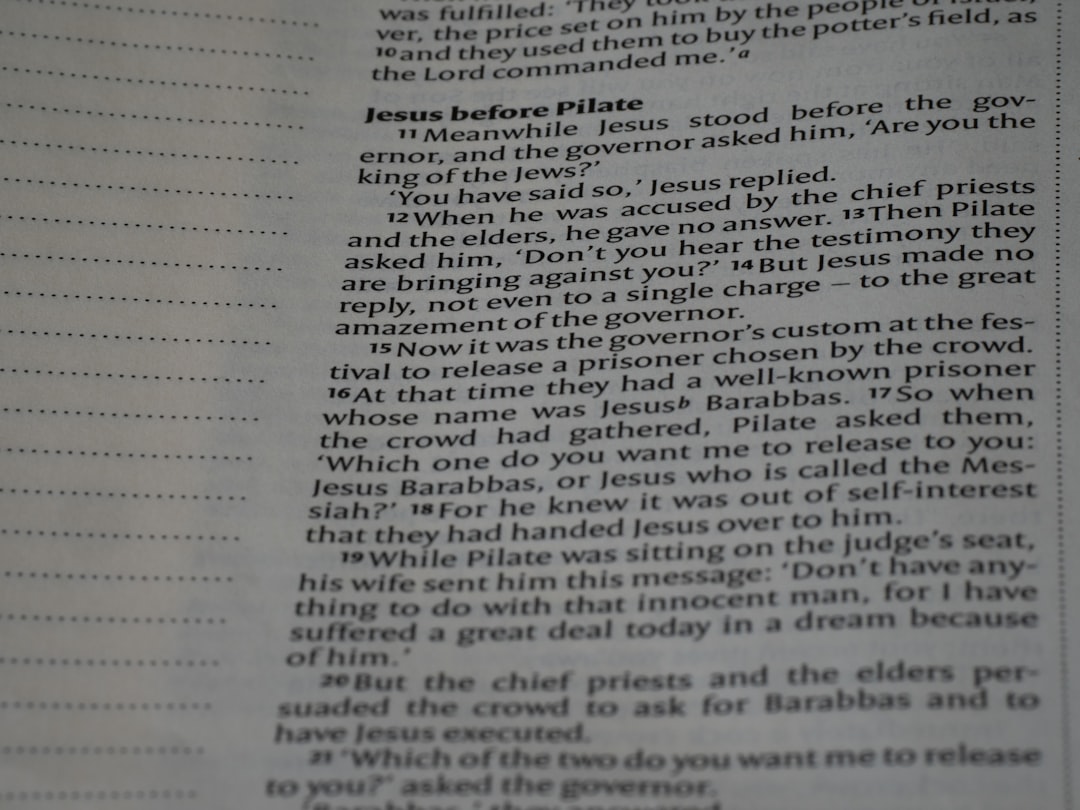 was fulfilled: 'They took
ver, the price set on him by the people of Israel,
10 and they used them to buy the potter's field, as
the Lord commanded me.' a
Jesus before Pilate
11 Meanwhile Jesus stood before the gov-
ernor, and the governor asked him, 'Are you the
king of the Jews?'
'You have said so,' Jesus replied.
12 When he was accused by the chief priests
and the elders, he gave no answer. 13 Then Pilate
asked him, 'Don't you hear the testimony they
are bringing against you?' 14 But Jesus made no
reply, not even to a single charge – to the great
amazement of the governor.
15 Now it was the governor's custom at the fes-
tival to release a prisoner chosen by the crowd.
16 At that time they had a well-known prisoner
whose name was Jesus b Barabbas. 17 So when
the crowd had gathered, Pilate asked them,
'Which one do you want me to release to you:
Jesus Barabbas, or Jesus who is called the Mes-
siah?' 18 For he knew it was out of self-interest
that they had handed Jesus over to him.
19 While Pilate was sitting on the judge's seat,
his wife sent him this message: 'Don't have any-
thing to do with that innocent man, for I have
suffered a great deal today in a dream because
of him.'
20 But the chief priests and the elders per-
suaded the crowd to ask for Barabbas and to
have Jesus executed.
21 'Which of the two do you want me to release
to you?' asked the governor.
'Barabbas,' they answered.